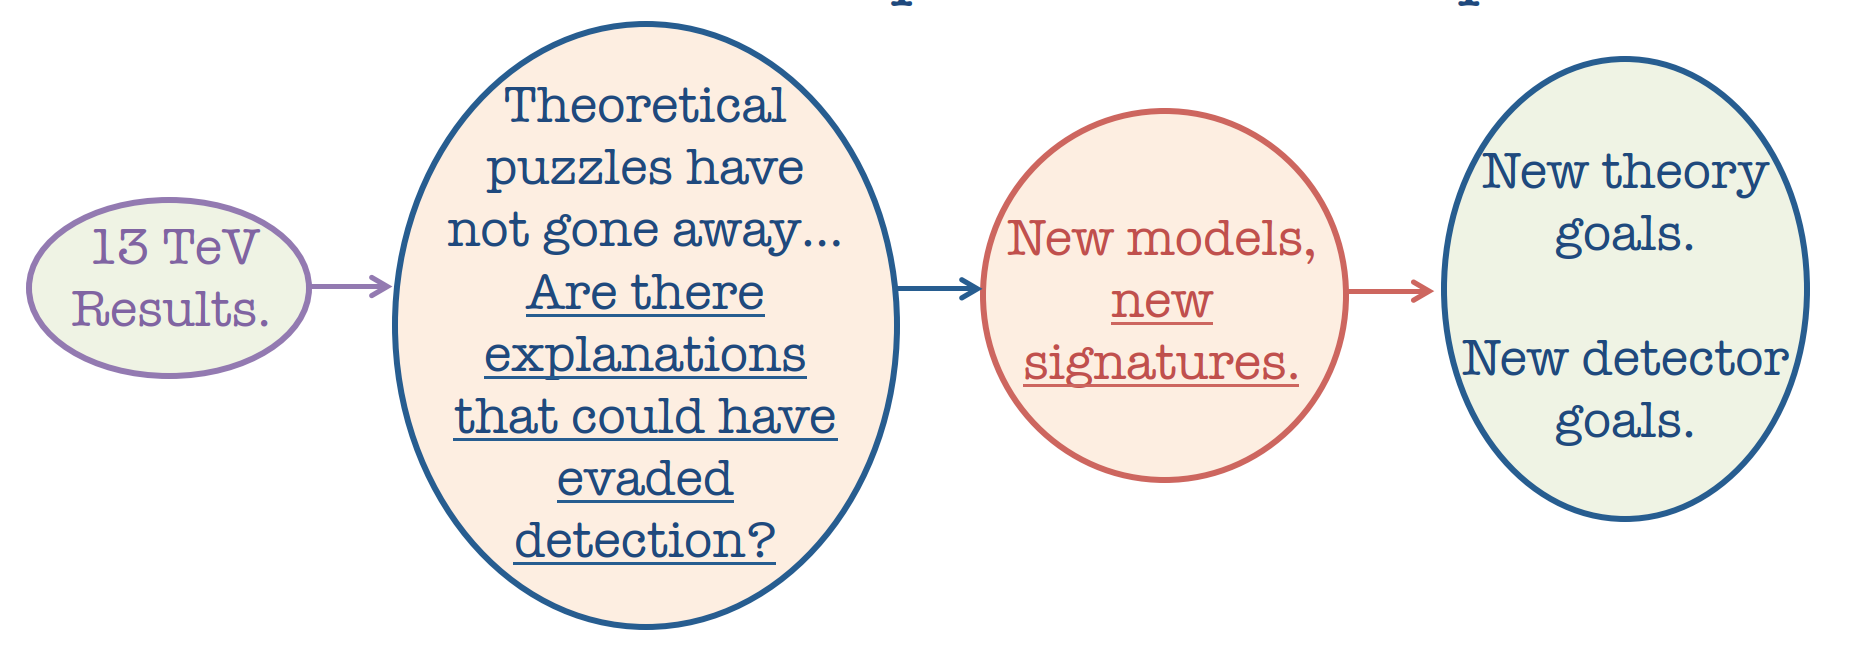 13 TeV
Results.
Theoretical
puzzles have
not gone away...
Are there
explanations
that could have
evaded
detection?
New models,
new
signatures.
New theory
goals.
New detector
goals.